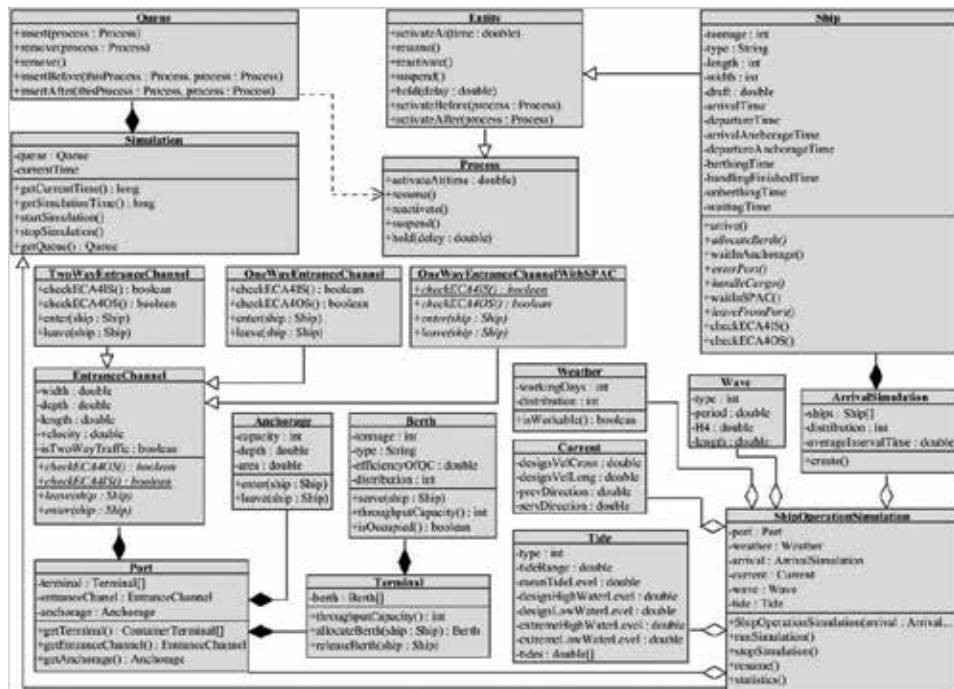 Queue
+insert(process : Process)
+remove(process : Process)
+remove()
+insertBefore(thisProcess : Process, process : Process)
+insertAfter(thisProcess : Process, process : Process)
Simulation
-queue : Queue
-currentTime
+getCurrentTime() : long
+getSimulationTime() : long
+startSimulation()
+stopSimulation()
+getQueue() : Queue
Entite
+activateAt(time : double)
+resume()
+reactivate()
+suspend()
+hold(delay : double)
+activateBefore(process : Process)
+activateAfter(process : Process)
Process
+activateAt(time : double)
+resume()
+reactivate()
+suspend()
+hold(delay : double)
Ship
-tonnage : int
-type : String
-length : int
-width : int
-draft : double
-arrivalTime
-departureTime
-arrivalAnchorageTime
-departureAnchorageTime
-berthingTime
-handlingFinishedTime
-unberthingTime
-waitingTime
+arrive()
+allocateBerth()
+waitInAnchorage()
+enterPort()
+handleCargo()
+waitInSPAC()
+leaveFromPort()
+checkECA4IS()
+checkECA4OS()
TwoWayEntranceChannel
+checkECA4IS() : boolean
+checkECA4OS() : boolean
+enter(ship : Ship)
+leave(ship : Ship)
OneWayEntranceChannel
+checkECA4IS() : boolean
+checkECA4OS() : boolean
+enter(ship : Ship)
+leave(ship : Ship)
OneWayEntranceChannelWithSPAC
+checkECA4IS() : boolean
+checkECA4OS() : boolean
+enter(ship : Ship)
+leave(ship : Ship)
EntranceChannel
-width : double
-depth : double
-length : double
-velocity : double
-isTwoWayTraffic : boolean
+checkECA4OS() : boolean
+checkECA4IS() : boolean
+leave(ship : Ship)
+enter(ship : Ship)
Anchorage
-capacity : int
-depth : double
-area : double
+enter(ship : Ship)
+leave(ship : Ship)
Berth
-tonnage : int
-type : String
-efficiencyOfQC : double
-distribution : int
+serve(ship : Ship)
+throughputCapacity() : int
+isOccupied() : boolean
Weather
-workingDays : int
-distribution : int
+isWorkable() : boolean
Current
-designVelCross : double
-designVelLong : double
-prevDirection : double
-servDirection : double
Wave
-type : int
-period : double
-H4 : double
-length : double
ArrivalSimulation
-ships : Ship[]
-distribution : int
-averageIntervalTime : double
+create()
Port
-terminal : Terminal[]
-entranceChanel : EntranceChannel
-anchorage : Anchorage
+getTerminal() : ContainerTerminal[]
+getEntranceChannel() : EntranceChannel
+getAnchorage() : Anchorage
Terminal
-berth : Berth[]
+throughputCapacity() : int
+allocateBerth(ship : Ship) : Berth
+releaseBerth(ship : Ship)
Tide
-type : int
-tideRange : double
-meanTideLevel : double
-designHighWaterLevel : double
-designLowWaterLevel : double
-extremeHighWaterLevel : double
-extremeLowWaterLevel : double
-tides : double[]
ShipOperationSimulation
-port : Port
-weather : Weather
-arrival : ArrivalSimulation
-current : Current
-wave : Wave
-tide : Tide
+ShipOperationSimulation(arrival : Arrival...
+runSimulation()
+stopSimulation()
+resume()
+statistics()